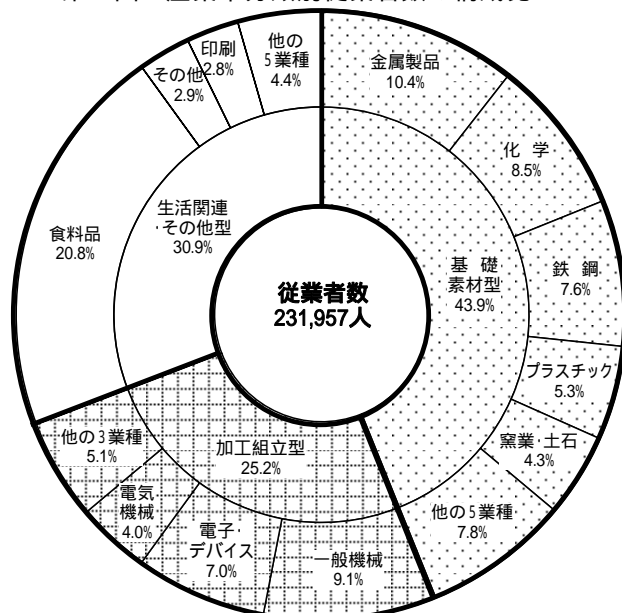 従業者数
231,957人
基礎
素材型
43.9%
金属製品
10.4%
化学
8.5%
鉄鋼
7.6%
プラスチック
5.3%
窯業・土石
4.3%
他の5業種
7.8%
加工組立型
25.2%
一般機械
9.1%
電子・
デバイス
7.0%
電気
機械
4.0%
他の3業種
5.1%
生活関連
・その他型
30.9%
食料品
20.8%
その他
2.9%
印刷
2.8%
他の
5業種
4.4%